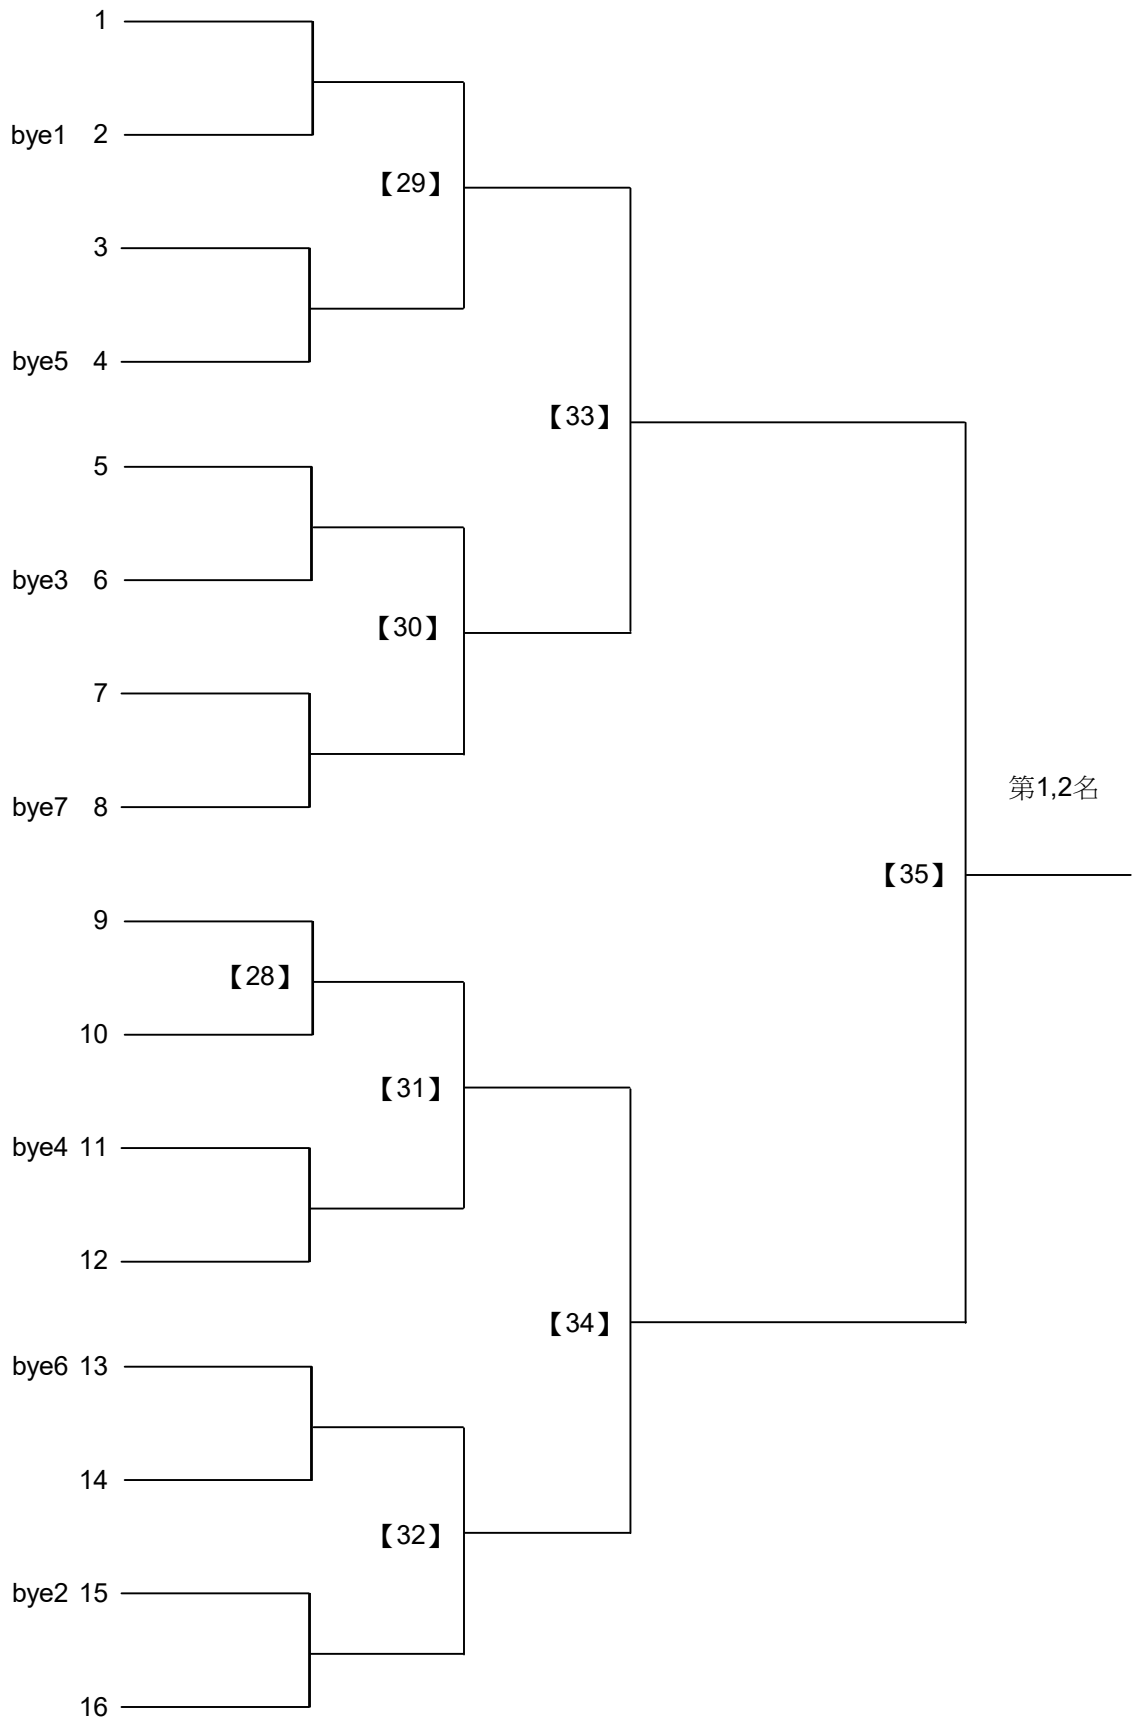 1
bye1 2
【29】
3
bye5 4
【33】
5
bye3 6
【30】
7
第1,2名
bye7 8
【35】
9
【28】
10
【31】
bye4 11
12
【34】
bye6 13
14
【32】
bye2 15
16